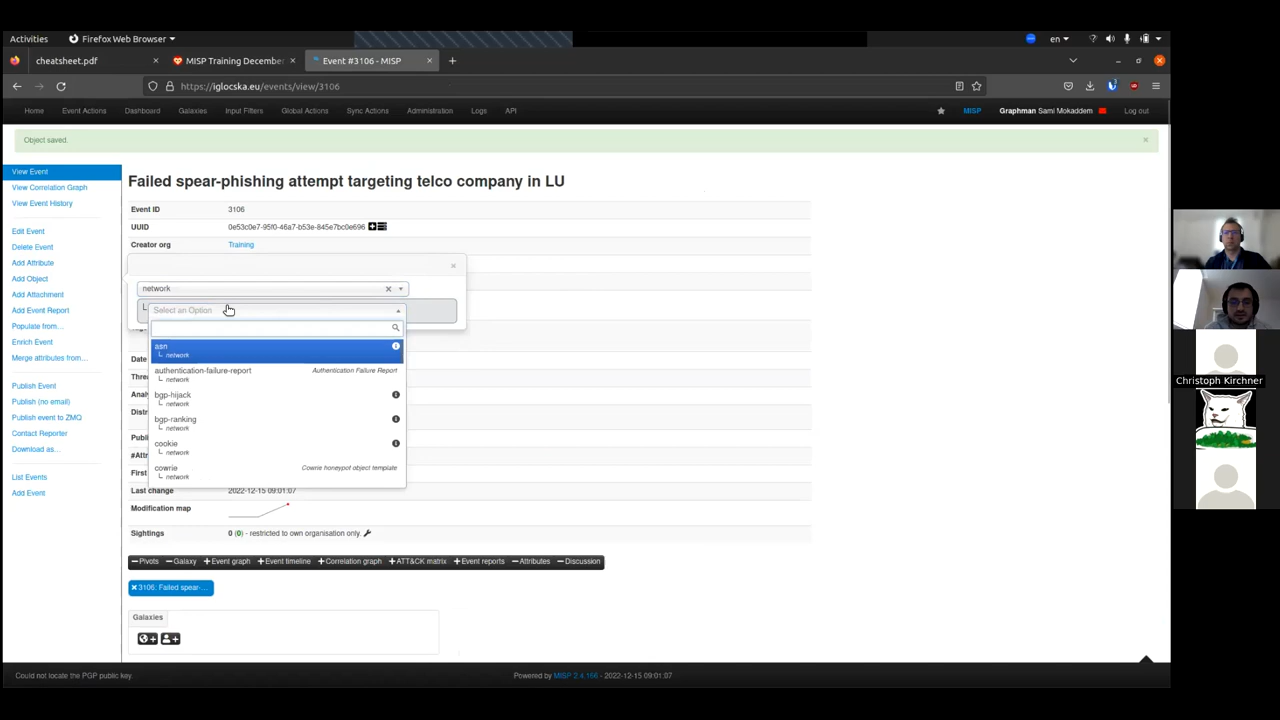 Activities
Firefox Web Browser
en
cheatsheet.pdf
MISP Training December
Event #3106 - MISP
https://iglocska.eu/events/view/3106
Home Event Actions Dashboard Galaxies Input Filters Global Actions Sync Actions Administration Logs API
MISP Graphman Sami Mokaddem Log out
Object saved.
View Event
View Correlation Graph
View Event History
Edit Event
Delete Event
Add Attribute
Add Object
Add Attachment
Add Event Report
Populate from...
Enrich Event
Merge attributes from...
Publish Event
Publish (no email)
Publish event to ZMQ
Contact Reporter
Download as...
List Events
Add Event
Failed spear-phishing attempt targeting telco company in LU
Event ID 3106
UUID 0e53c0e7-95f0-46a7-b53e-845e7bc0e696
Creator org Training
network
Select an Option
asn
network
authentication-failure-report Authentication Failure Report
network
bgp-hijack
network
bgp-ranking
network
cookie
network
cowrie Cowrie honeypot object template
network
Date
Last change 2022-12-15 09:01:07
Modification map
Sightings 0 (0) - restricted to own organisation only.
Pivots Galaxy Event graph Event timeline Correlation graph ATT&CK matrix Event reports Attributes Discussion
3106: Failed spear-...
Galaxies
Could not locate the PGP public key.
Powered by MISP 2.4.166 - 2022-12-15 09:01:07
Christoph Kirchner